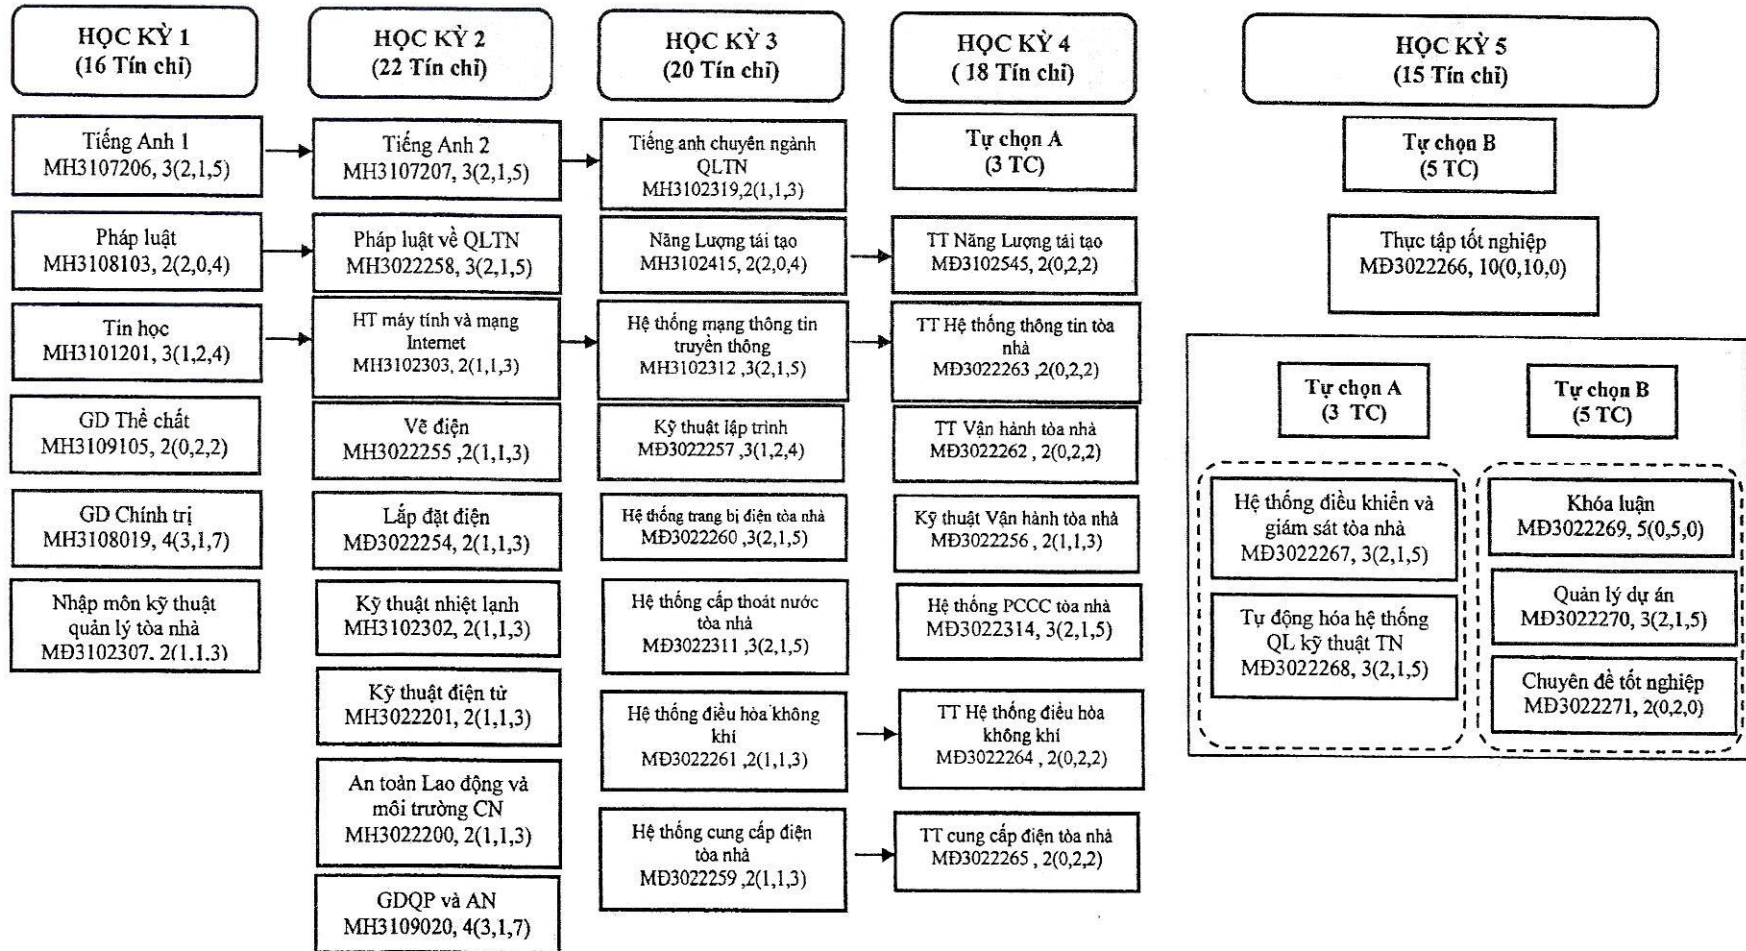 HỌC KỲ 1
(16 Tín chỉ)
Tiếng Anh 1
MH3107206, 3(2,1,5)
Pháp luật
MH3108103, 2(2,0,4)
Tin học
MH3101201, 3(1,2,4)
GD Thể chất
MH3109105, 2(0,2,2)
GD Chính trị
MH3108019, 4(3,1,7)
Nhập môn kỹ thuật
quản lý tòa nhà
MĐ3102307, 2(1,1,3)
HỌC KỲ 2
(22 Tín chỉ)
Tiếng Anh 2
MH3107207, 3(2,1,5)
Pháp luật về QLTN
MH3022258, 3(2,1,5)
HT máy tính và mạng
Internet
MH3102303, 2(1,1,3)
Vẽ điện
MH3022255 ,2(1,1,3)
Lắp đặt điện
MĐ3022254, 2(1,1,3)
Kỹ thuật nhiệt lạnh
MH3102302, 2(1,1,3)
Kỹ thuật điện tử
MH3022201, 2(1,1,3)
An toàn Lao động và
môi trường CN
MH3022200, 2(1,1,3)
GDQP và AN
MH3109020, 4(3,1,7)
HỌC KỲ 3
(20 Tín chỉ)
Tiếng anh chuyên ngành
QLTN
MH3102319,2(1,1,3)
Năng Lượng tái tạo
MH3102415, 2(2,0,4)
Hệ thống mạng thông tin
truyền thông
MH3102312 ,3(2,1,5)
Kỹ thuật lập trình
MĐ3022257 ,3(1,2,4)
Hệ thống trang bị điện tòa nhà
MĐ3022260 ,3(2,1,5)
Hệ thống cấp thoát nước
tòa nhà
MĐ3022311 ,3(2,1,5)
Hệ thống điều hòa không
khí
MĐ3022261 ,2(1,1,3)
Hệ thống cung cấp điện
tòa nhà
MĐ3022259 ,2(1,1,3)
HỌC KỲ 4
( 18 Tín chỉ)
Tự chọn A
(3 TC)
TT Năng Lượng tái tạo
MĐ3102545, 2(0,2,2)
TT Hệ thống thông tin tòa
nhà
MĐ3022263 ,2(0,2,2)
TT Vận hành tòa nhà
MĐ3022262 , 2(0,2,2)
Kỹ thuật Vận hành tòa nhà
MĐ3022256 , 2(1,1,3)
Hệ thống PCCC tòa nhà
MĐ3022314, 3(2,1,5)
TT Hệ thống điều hòa
không khí
MĐ3022264 , 2(0,2,2)
TT cung cấp điện tòa nhà
MĐ3022265 , 2(0,2,2)
HỌC KỲ 5
(15 Tín chỉ)
Tự chọn B
(5 TC)
Thực tập tốt nghiệp
MĐ3022266, 10(0,10,0)
Tự chọn A
(3 TC)
Hệ thống điều khiển và
giám sát tòa nhà
MĐ3022267, 3(2,1,5)
Tự động hóa hệ thống
QL kỹ thuật TN
MĐ3022268, 3(2,1,5)
Tự chọn B
(5 TC)
Khóa luận
MĐ3022269, 5(0,5,0)
Quản lý dự án
MĐ3022270, 3(2,1,5)
Chuyên đề tốt nghiệp
MĐ3022271, 2(0,2,0)